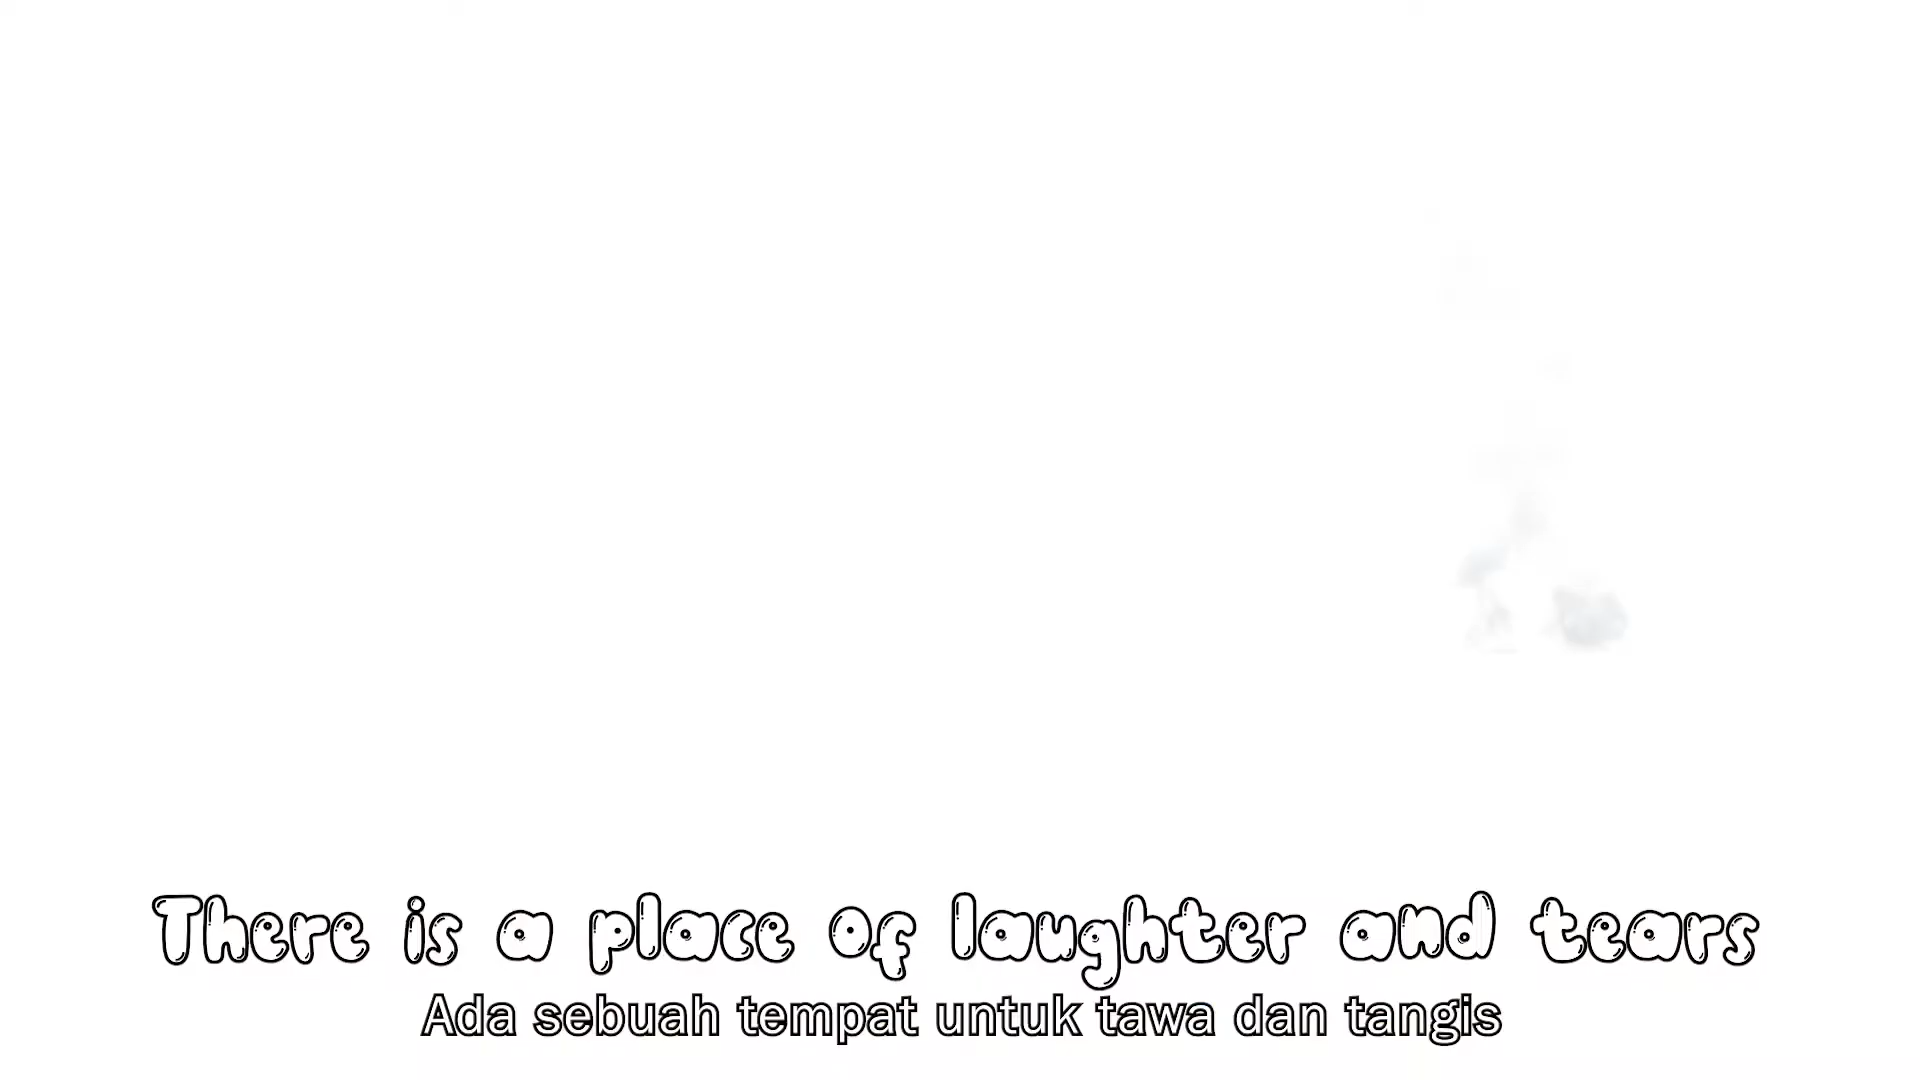 There is a place of laughter and tears
Ada sebuah tempat untuk tawa dan tangis